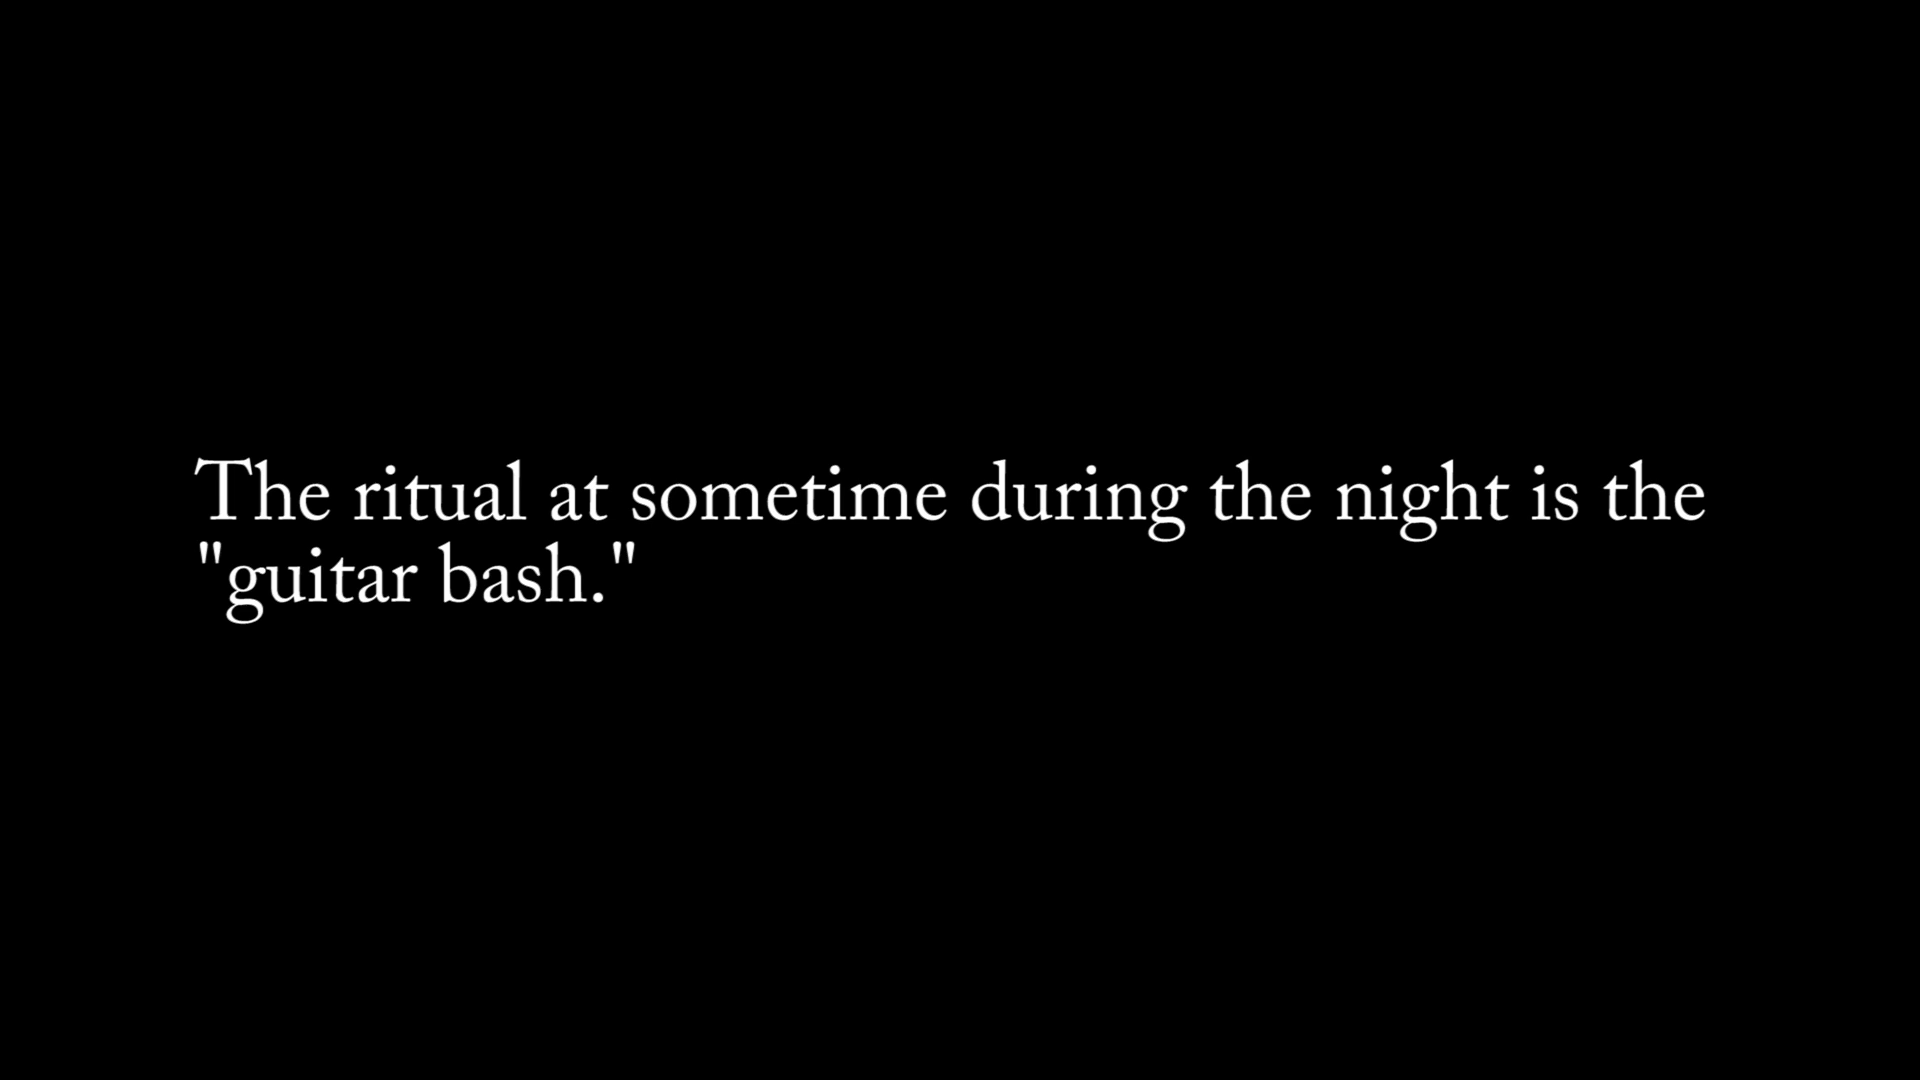 The ritual at sometime during the night is the
"guitar bash."